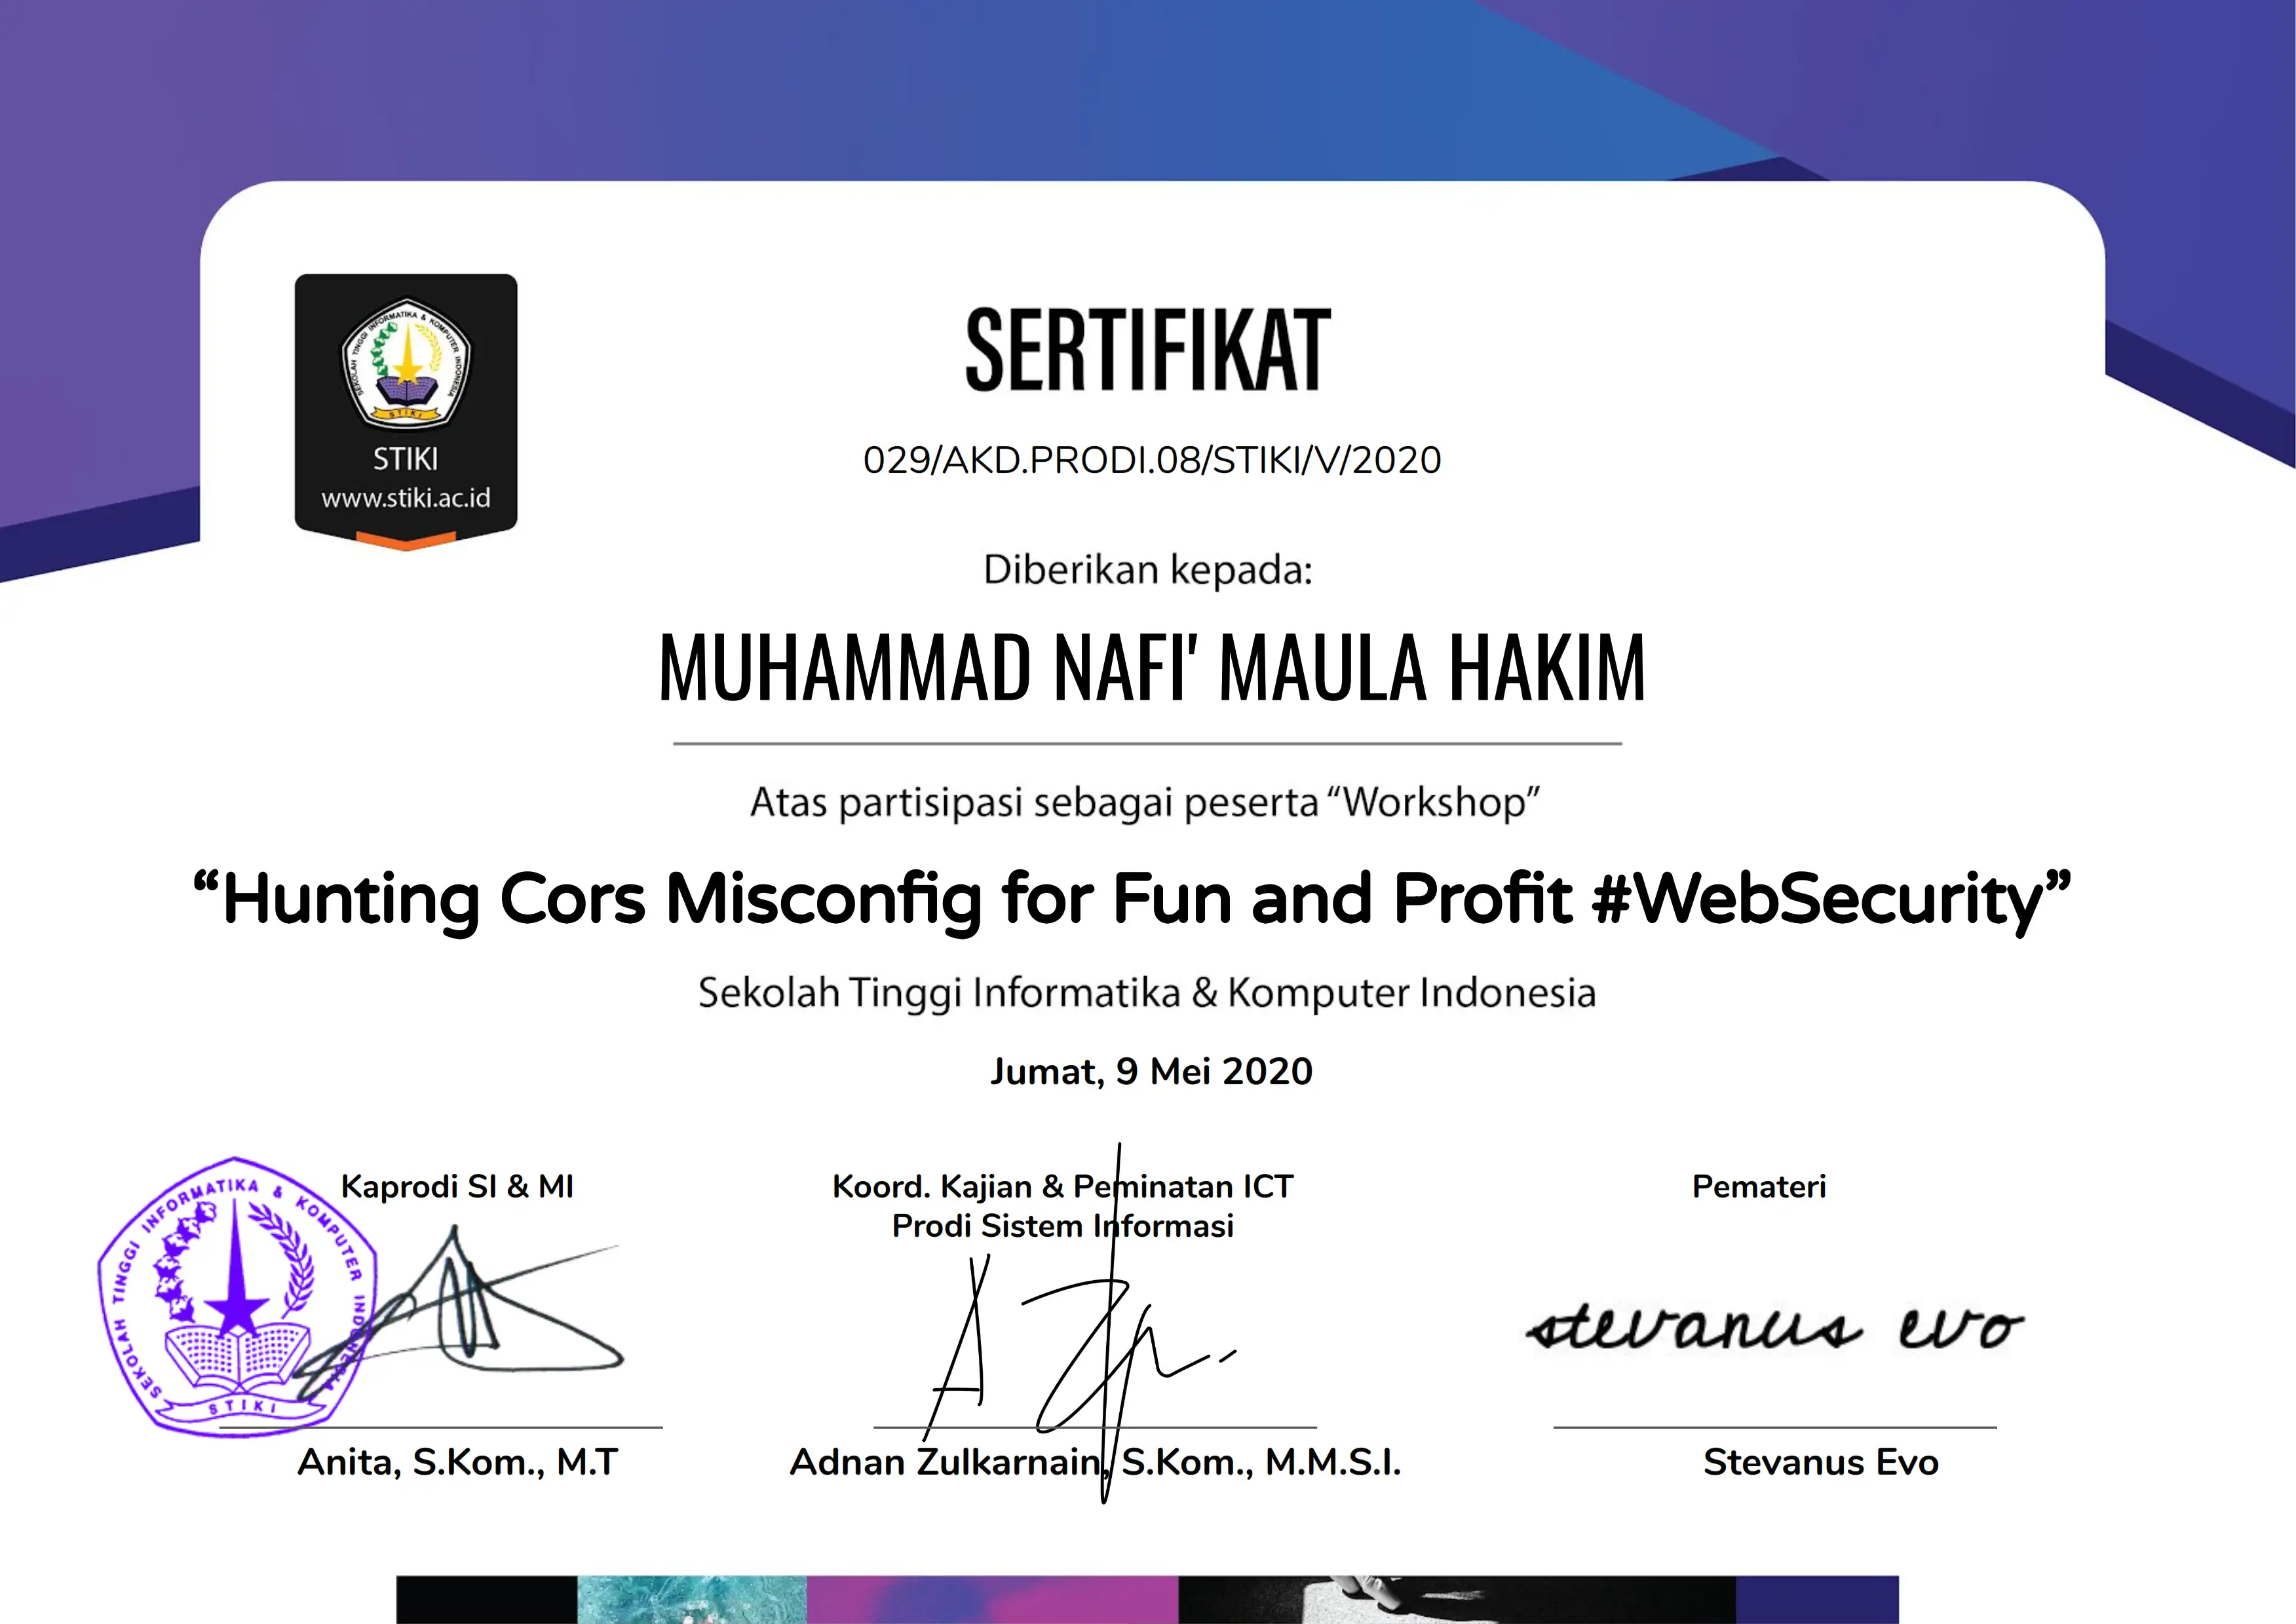 SEKOLAH TINGGI INFORMATIKA & KOMPUTER INDONESIA
STIKI
STIKI
www.stiki.ac.id
SERTIFIKAT
029/AKD.PRODI.08/STIKI/V/2020
Diberikan kepada:
MUHAMMAD NAFI' MAULA HAKIM
Atas partisipasi sebagai peserta “Workshop”
“Hunting Cors Misconfig for Fun and Profit #WebSecurity”
Sekolah Tinggi Informatika & Komputer Indonesia
Jumat, 9 Mei 2020
Kaprodi SI & MI
SEKOLAH TINGGI INFORMATIKA & KOMPUTER INDONESIA
STIKI
Anita, S.Kom., M.T
Koord. Kajian & Peminatan ICT
Prodi Sistem Informasi
Adnan Zulkarnain, S.Kom., M.M.S.I.
Pemateri
stevanus evo
Stevanus Evo